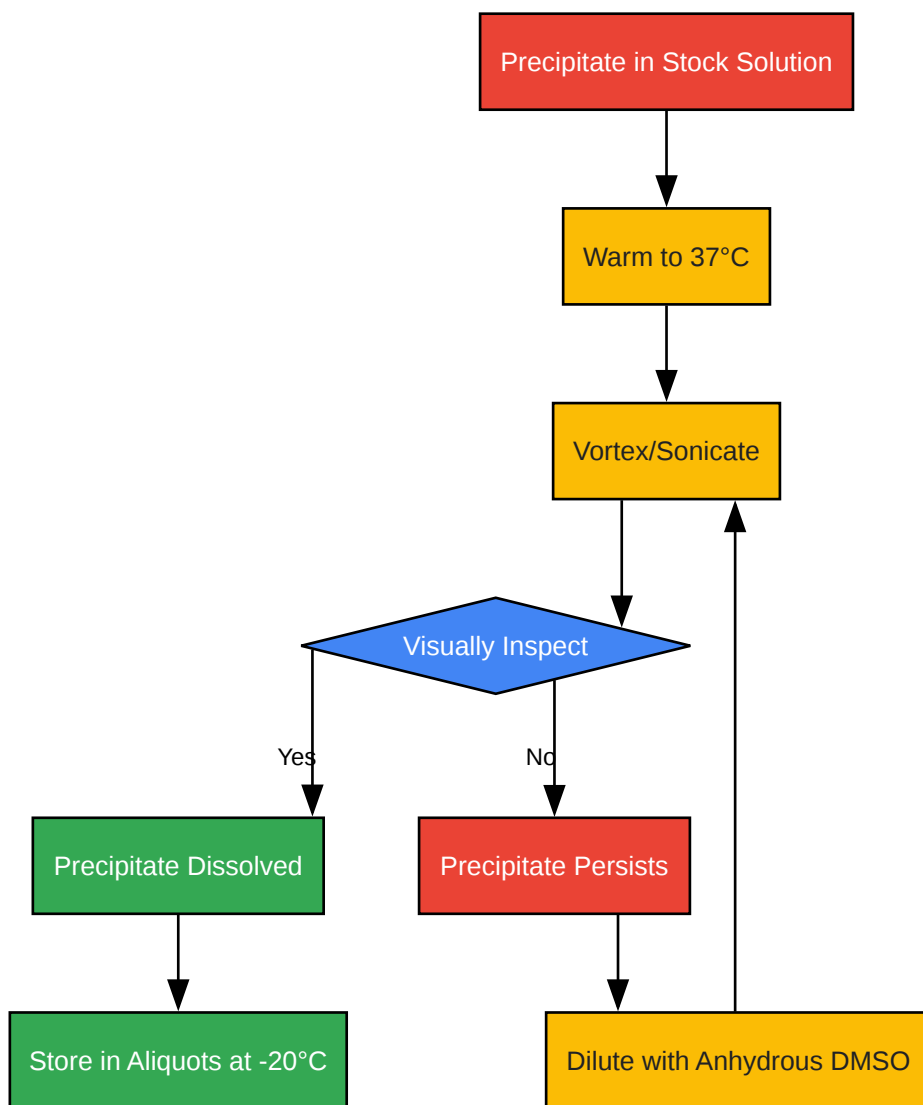 Precipitate in Stock Solution
Warm to 37°C
Vortex/Sonicate
Visually Inspect
Yes
No
Precipitate Dissolved
Precipitate Persists
Store in Aliquots at -20°C
Dilute with Anhydrous DMSO